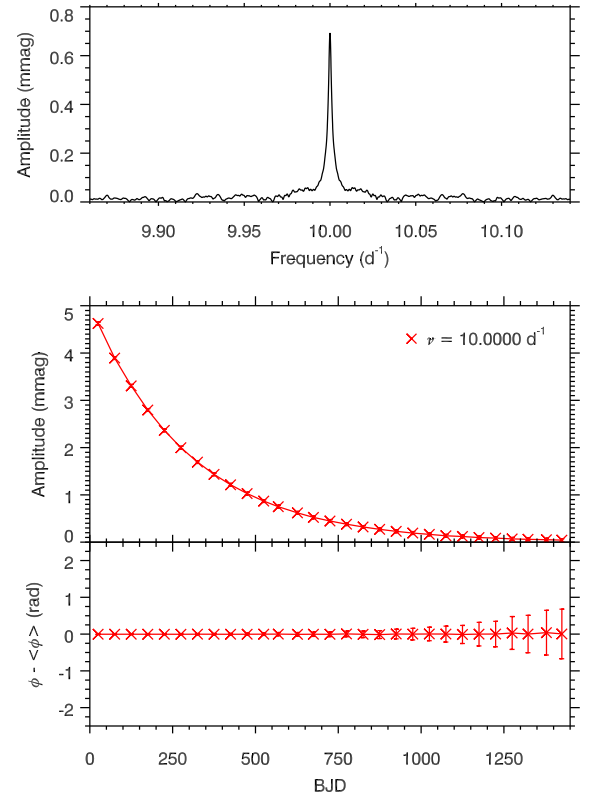 0.8
0.6
0.4
0.2
0.0
Amplitude (mmag)
9.90 9.95 10.00 10.05 10.10
Frequency (d⁻¹)
5
4
3
2
1
0
Amplitude (mmag)
ν = 10.0000 d⁻¹
2
1
0
-1
-2
ϕ - <ϕ> (rad)
0 250 500 750 1000 1250
BJD